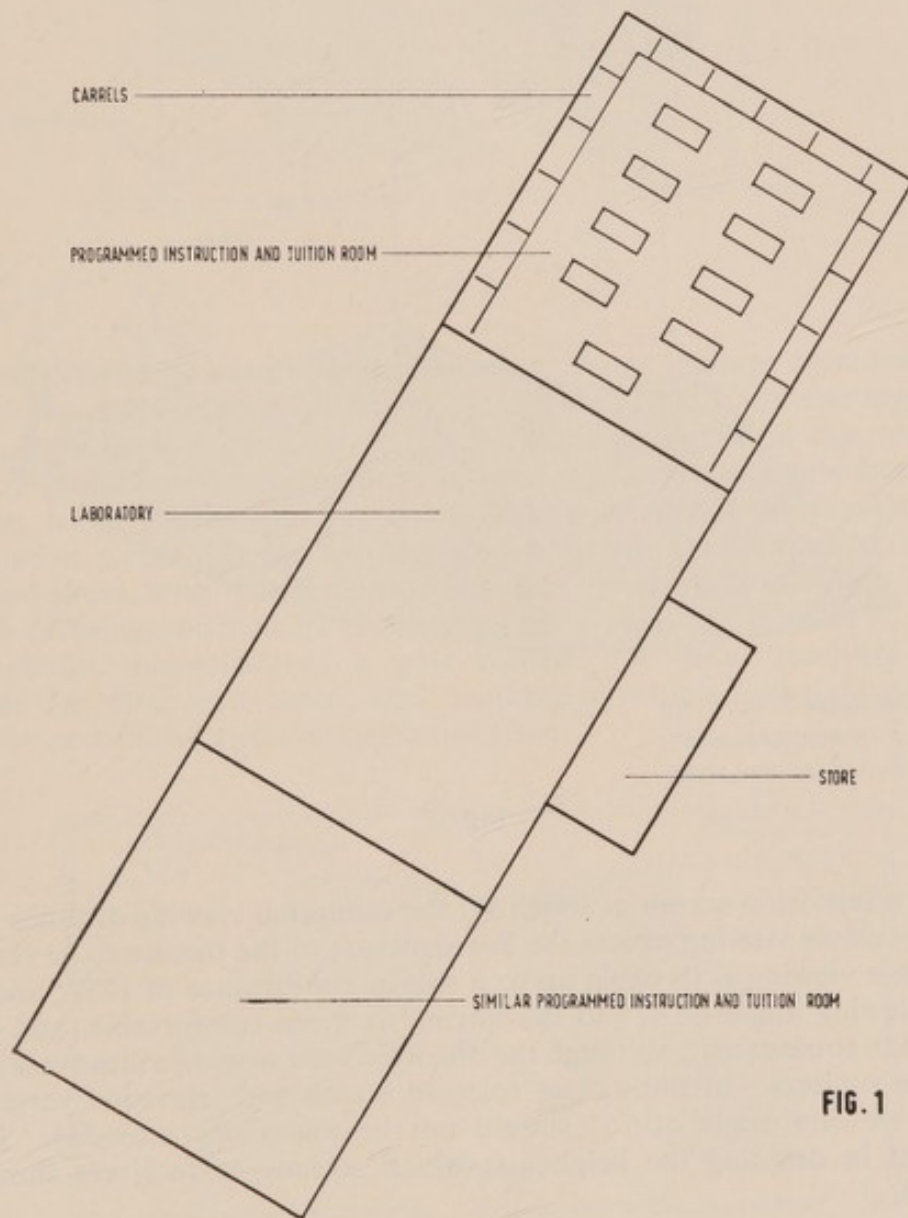 CARRELS
PROGRAMMED INSTRUCTION AND TUITION ROOM
LABORATORY
STORE
SIMILAR PROGRAMMED INSTRUCTION AND TUITION ROOM
FIG. 1